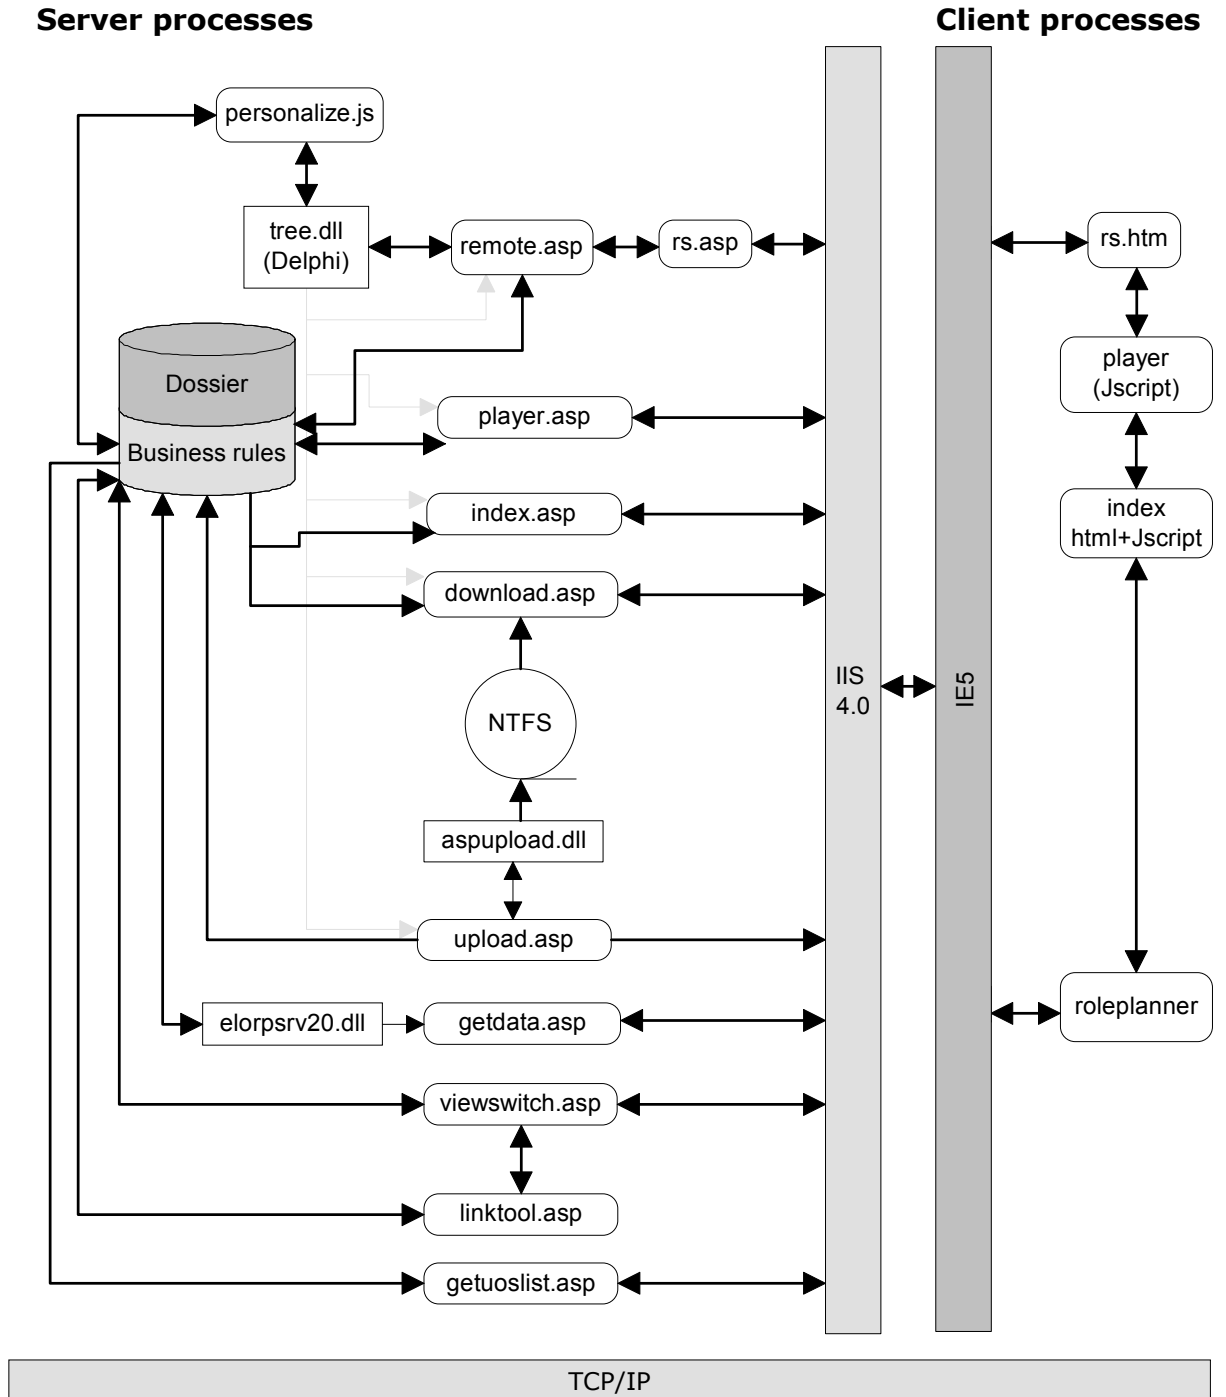 Server processes
Client processes
personalize.js
tree.dll
(Delphi)
remote.asp
rs.asp
rs.htm
Dossier
Business rules
player.asp
player
(Jscript)
index.asp
index
html+Jscript
download.asp
NTFS
IIS
4.0
IE5
aspupload.dll
upload.asp
elorpsrv20.dll
getdata.asp
roleplanner
viewswitch.asp
linktool.asp
getuoslist.asp
TCP/IP